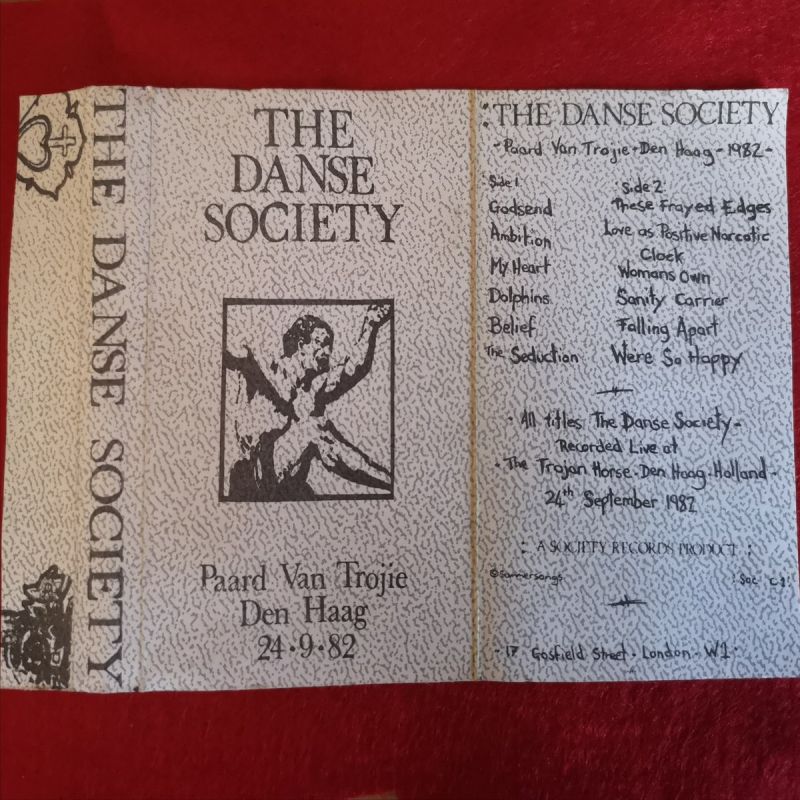 THE DANSE SOCIETY
THE
DANSE
SOCIETY
Paard Van Trojie
Den Haag
24·9·82
:THE DANSE SOCIETY
-Paard Van Trojie-Den Haag-1982-
Side 1
Godsend
Ambition
My Heart
Dolphins
Belief
The Seduction
Side 2
These Frayed Edges
Love as Positive Narcotic
Clock
Womans Own
Sanity Carrier
Falling Apart
Were So Happy
- All titles: The Danse Society-
Recorded Live at
- The Trojan Horse-Den Haag-Holland-
24th September 1982
: A SOCIETY RECORDS PRODUCT :
©Sonnersongs
: Soc C1:
- 17 Gosfield Street - London - W1 -